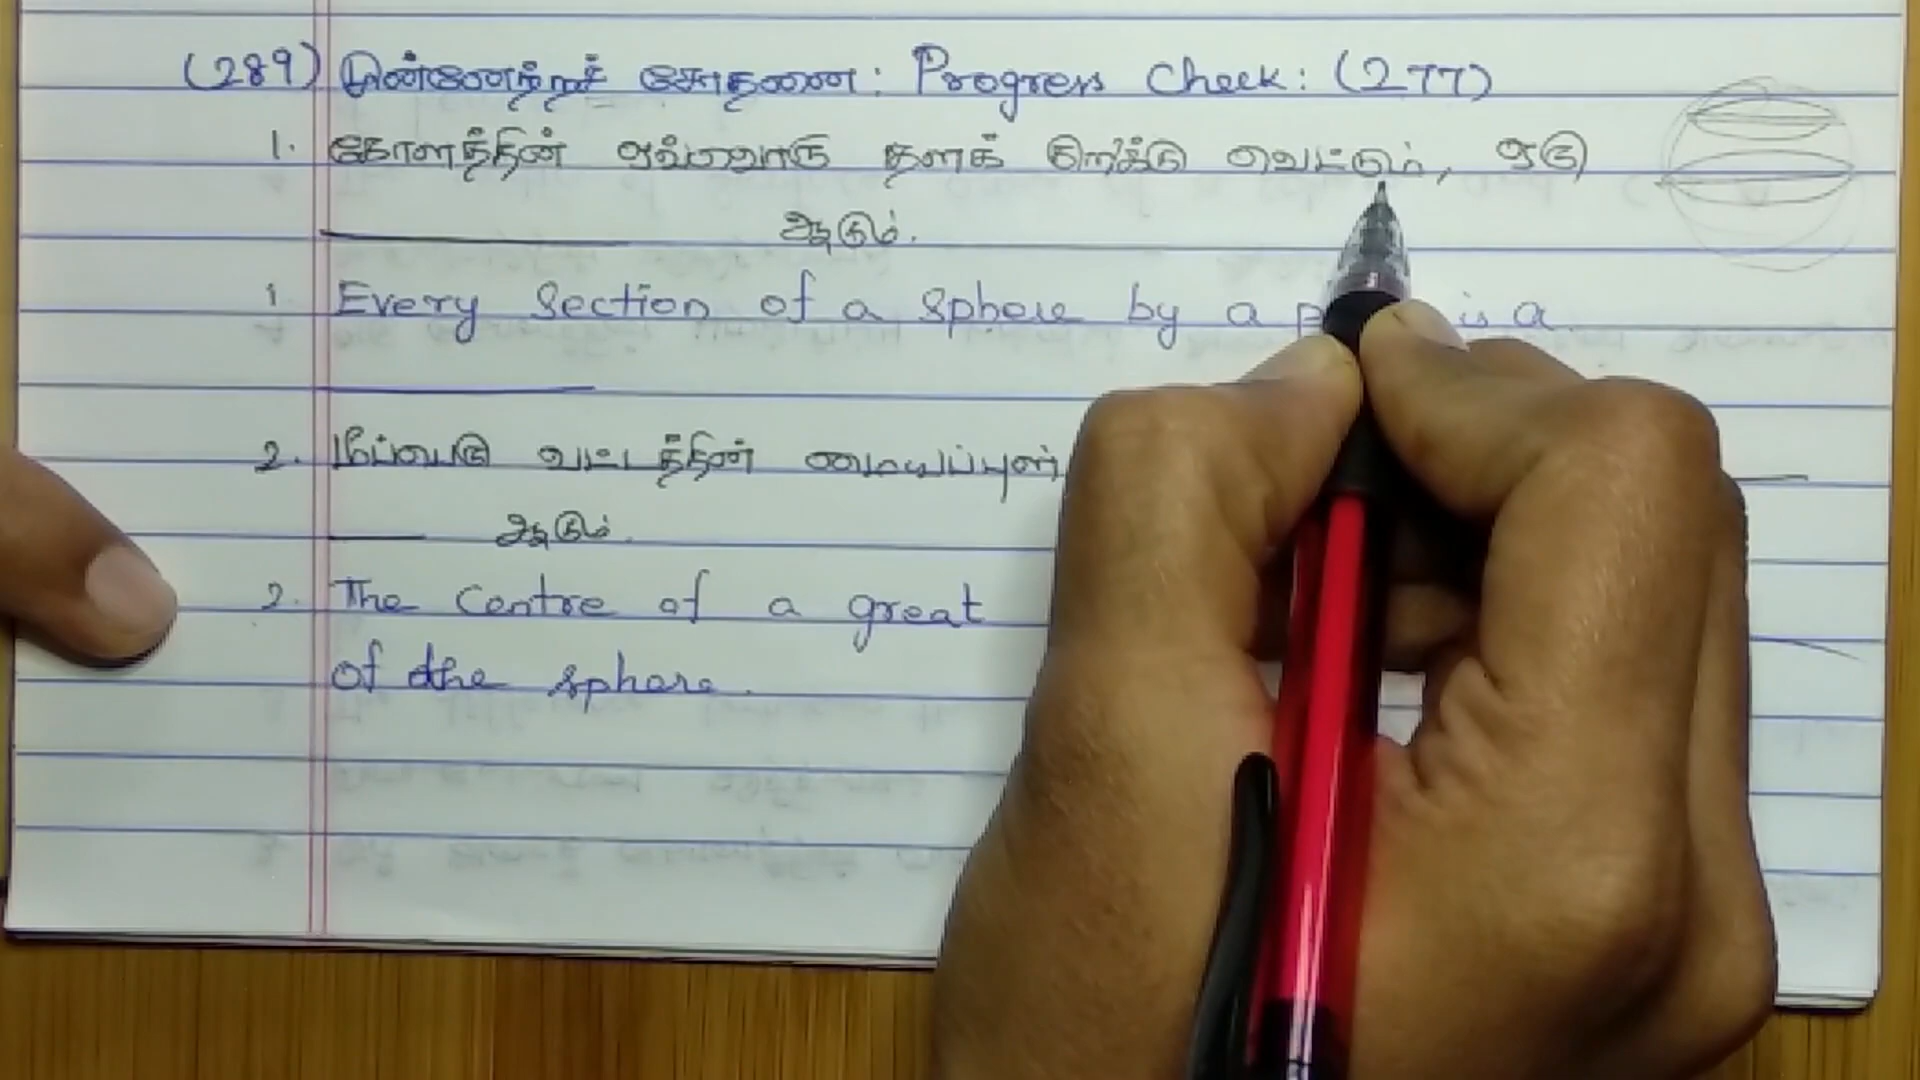 (289) முன்னேற்றச் சோதனை: Progress Check: (277)
1. கோளத்தின் ஒவ்வொரு தளக் குறுக்கு வெட்டும், ஒரு
ஆகும்.
1 Every Section of a sphere by a is a
2. மீப்பெரு வட்டத்தின் மையப்புள்
ஆகும்.
2. The Centre of a great
of the sphere.